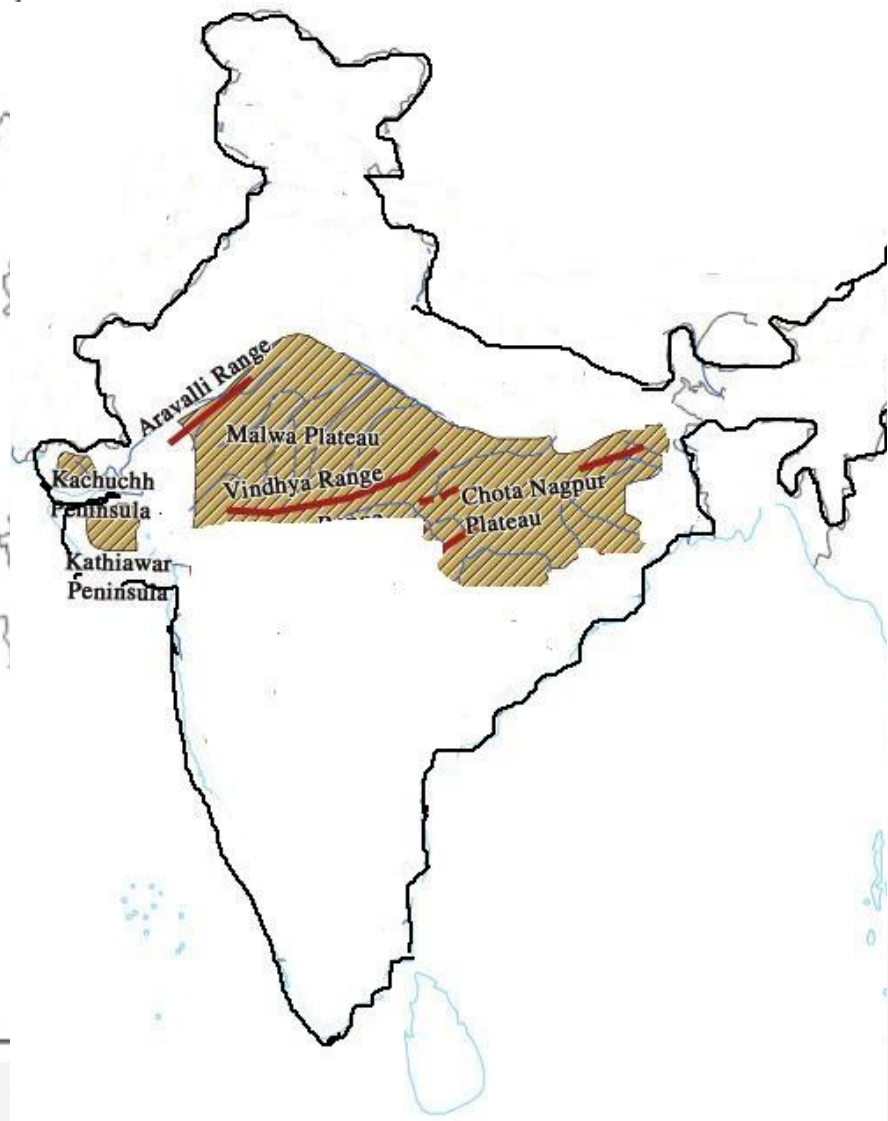 Aravalli Range
Malwa Plateau
Vindhya Range
Kachuchh
Peninsula
Chota Nagpur
Plateau
Kathiawar
Peninsula